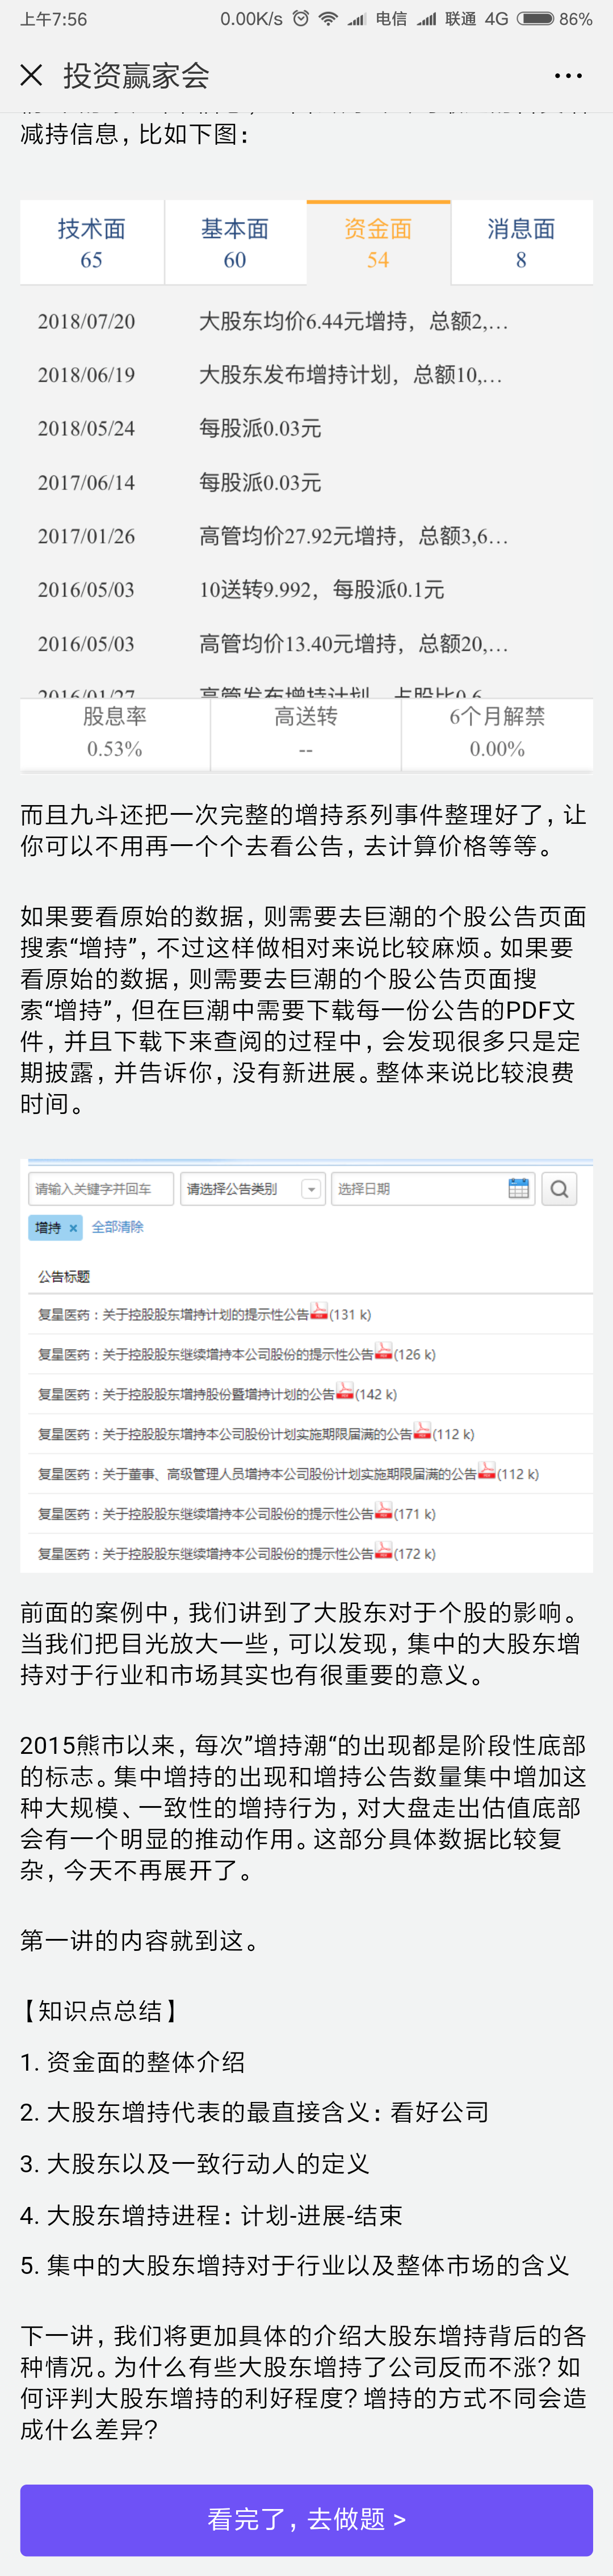 上午7:56
0.00K/s 电信 联通 4G 86%
投资赢家会
减持信息，比如下图：
技术面 基本面 资金面 消息面
65 60 54 8
2018/07/20 大股东均价6.44元增持，总额2,...
2018/06/19 大股东发布增持计划，总额10,...
2018/05/24 每股派0.03元
2017/06/14 每股派0.03元
2017/01/26 高管均价27.92元增持，总额3,6...
2016/05/03 10送转9.992，每股派0.1元
2016/05/03 高管均价13.40元增持，总额20,...
2016/01/27 高管发布增持计划，占股比0.6
股息率 高送转 6个月解禁
0.53% -- 0.00%
而且九斗还把一次完整的增持系列事件整理好了，让
你可以不用再一个个去看公告，去计算价格等等。
如果要看原始的数据，则需要去巨潮的个股公告页面
搜索“增持”，不过这样做相对来说比较麻烦。如果要
看原始的数据，则需要去巨潮的个股公告页面搜
索“增持”，但在巨潮中需要下载每一份公告的PDF文
件，并且下载下来查阅的过程中，会发现很多只是定
期披露，并告诉你，没有新进展。整体来说比较浪费
时间。
请输入关键字并回车 请选择公告类别 选择日期
增持 × 全部清除
公告标题
复星医药：关于控股股东增持计划的提示性公告(131 k)
复星医药：关于控股股东继续增持本公司股份的提示性公告(126 k)
复星医药：关于控股股东增持股份暨增持计划的公告(142 k)
复星医药：关于控股股东增持本公司股份计划实施期限届满的公告(112 k)
复星医药：关于董事、高级管理人员增持本公司股份计划实施期限届满的公告(112 k)
复星医药：关于控股股东继续增持本公司股份的提示性公告(171 k)
复星医药：关于控股股东继续增持本公司股份的提示性公告(172 k)
前面的案例中，我们讲到了大股东对于个股的影响。
当我们把目光放大一些，可以发现，集中的大股东增
持对于行业和市场其实也有很重要的意义。
2015熊市以来，每次”增持潮“的出现都是阶段性底部
的标志。集中增持的出现和增持公告数量集中增加这
种大规模、一致性的增持行为，对大盘走出估值底部
会有一个明显的推动作用。这部分具体数据比较复
杂，今天不再展开了。
第一讲的内容就到这。
【知识点总结】
1. 资金面的整体介绍
2. 大股东增持代表的最直接含义：看好公司
3. 大股东以及一致行动人的定义
4. 大股东增持进程：计划-进展-结束
5. 集中的大股东增持对于行业以及整体市场的含义
下一讲，我们将更加具体的介绍大股东增持背后的各
种情况。为什么有些大股东增持了公司反而不涨？如
何评判大股东增持的利好程度？增持的方式不同会造
成什么差异？
看完了，去做题 >